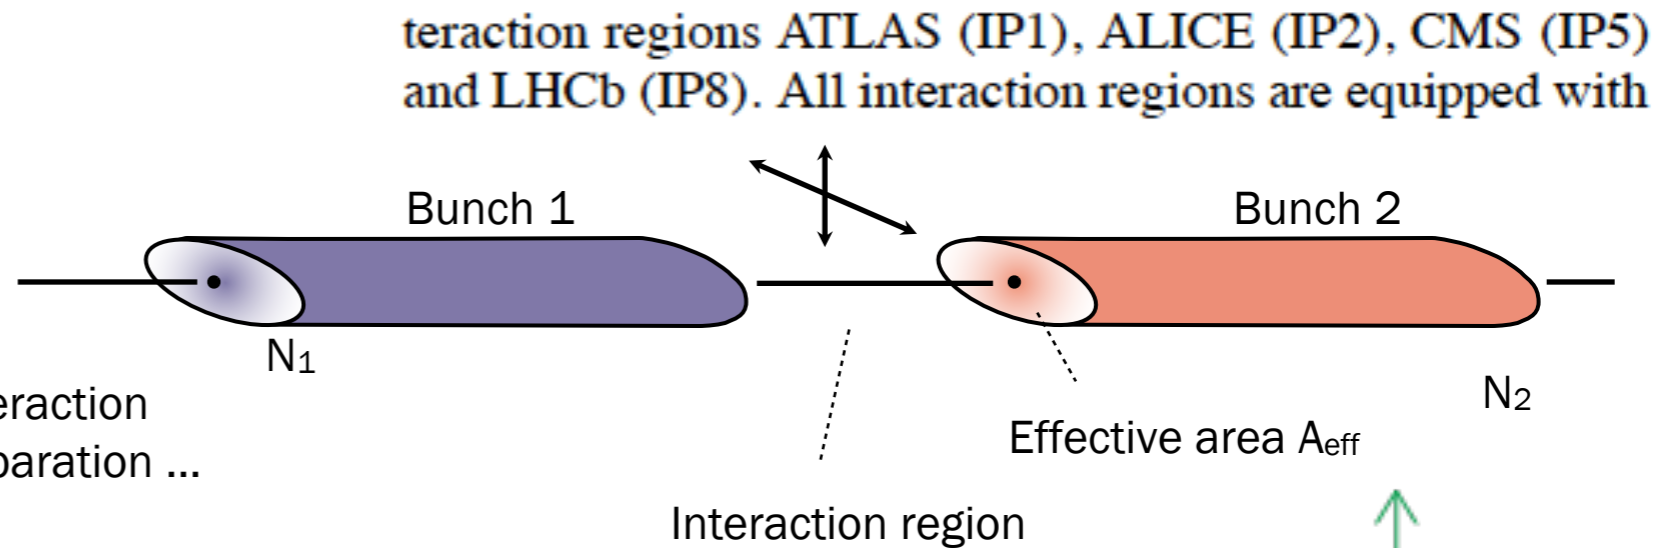 teraction regions ATLAS (IP1), ALICE (IP2), CMS (IP5)
and LHCb (IP8). All interaction regions are equipped with
Bunch 1
Bunch 2
N1
eraction
paration ...
N2
Effective area Aeff
Interaction region